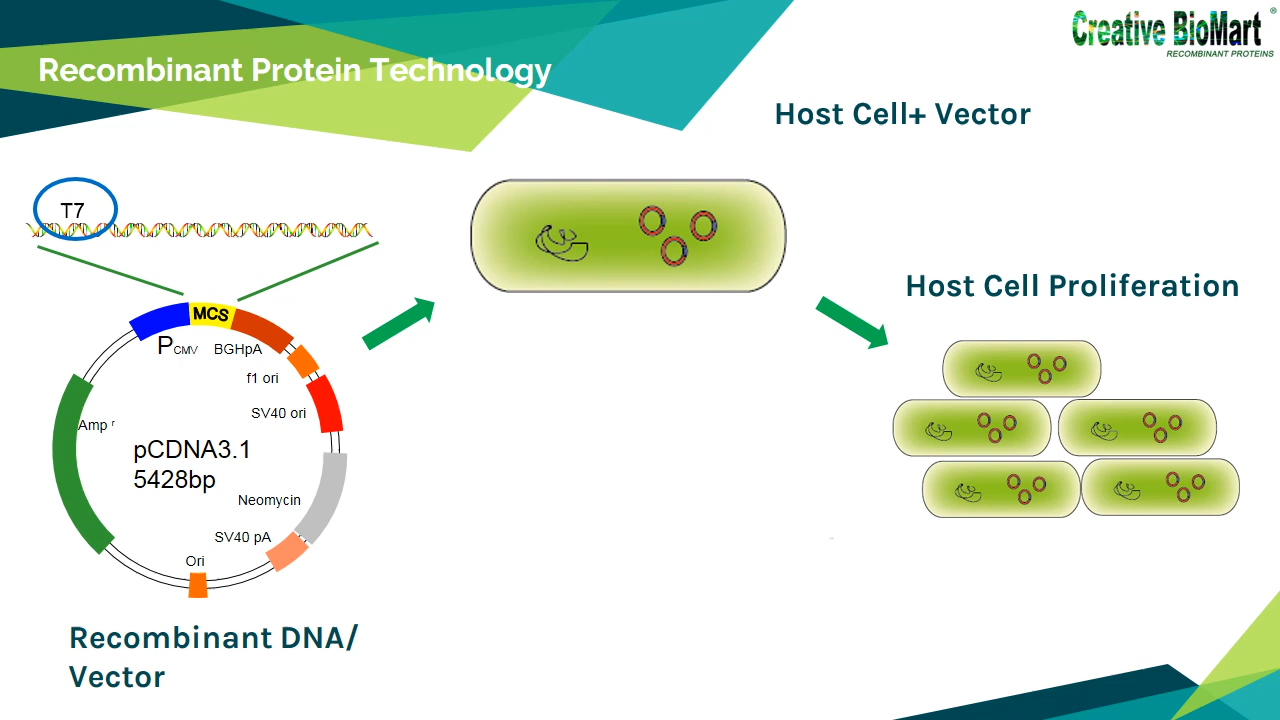 Creative BioMart®
RECOMBINANT PROTEINS
Recombinant Protein Technology
Host Cell+ Vector
T7
Host Cell Proliferation
MCS
PCMV
BGHpA
f1 ori
SV40 ori
Amp r
pCDNA3.1
5428bp
Neomycin
SV40 pA
Ori
Recombinant DNA/
Vector